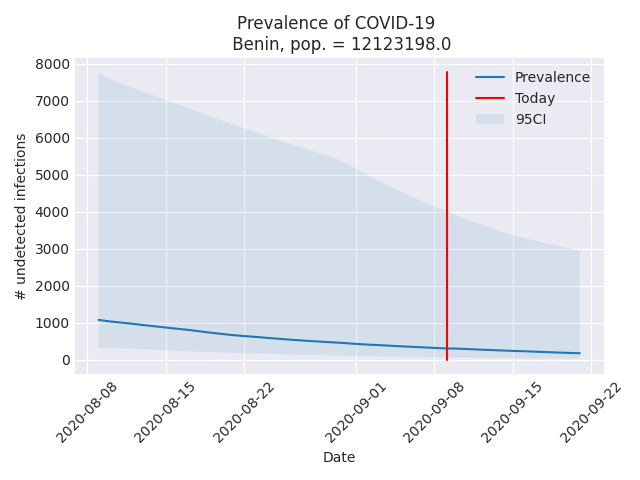 Prevalence of COVID-19
Benin, pop. = 12123198.0
Prevalence
Today
95CI
8000
7000
6000
5000
4000
3000
2000
1000
0
# undetected infections
2020-08-08
2020-08-15
2020-08-22
2020-09-01
2020-09-08
2020-09-15
2020-09-22
Date